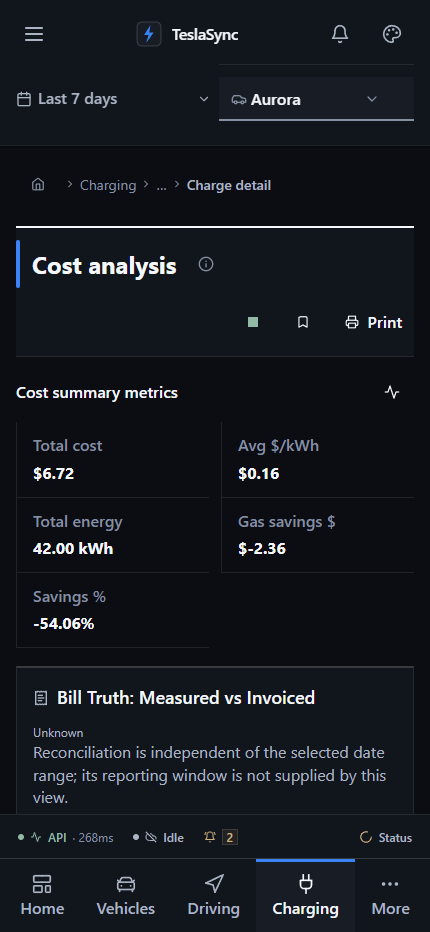 TeslaSync
Last 7 days
Aurora
Charging
...
Charge detail
Cost analysis
Print
Cost summary metrics
Total cost
$6.72
Avg $/kWh
$0.16
Total energy
42.00 kWh
Gas savings $
$-2.36
Savings %
-54.06%
Bill Truth: Measured vs Invoiced
Unknown
Reconciliation is independent of the selected date
range; its reporting window is not supplied by this
view.
API · 268ms
Idle
2
Status
Home
Vehicles
Driving
Charging
More